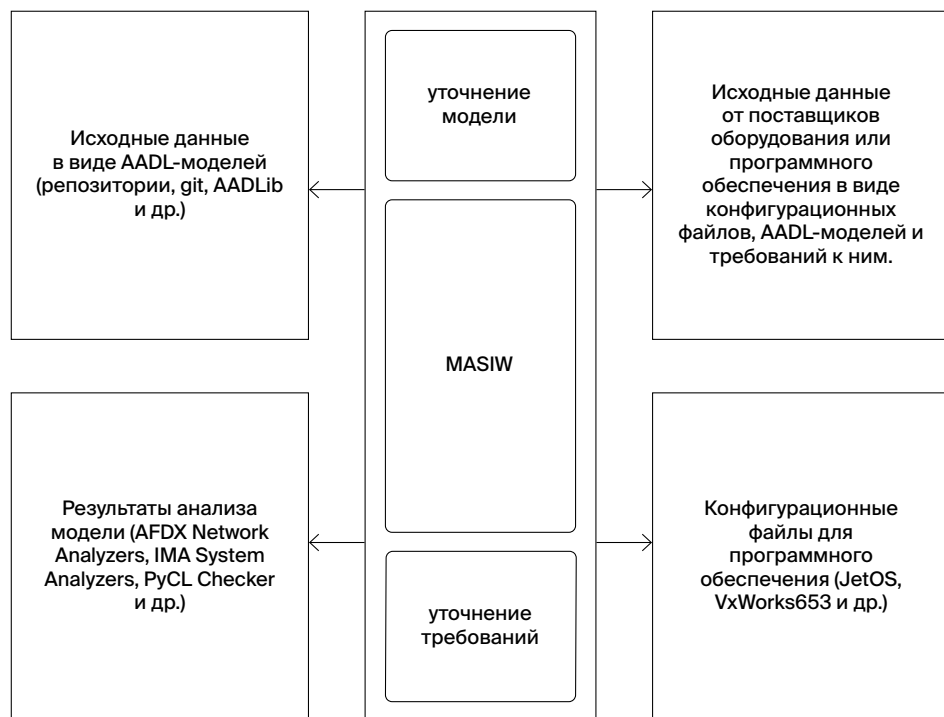 Исходные данные
в виде AADL-моделей
(репозитории, git, AADLib
и др.)
уточнение
модели
Исходные данные
от поставщиков
оборудования или
программного
обеспечения в виде
конфигурационных
файлов, AADL-моделей и
требований к ним.
MASIW
Результаты анализа
модели (AFDX Network
Analyzers, IMA System
Analyzers, PyCL Checker
и др.)
уточнение
требований
Конфигурационные
файлы для
программного
обеспечения (JetOS,
VxWorks653 и др.)